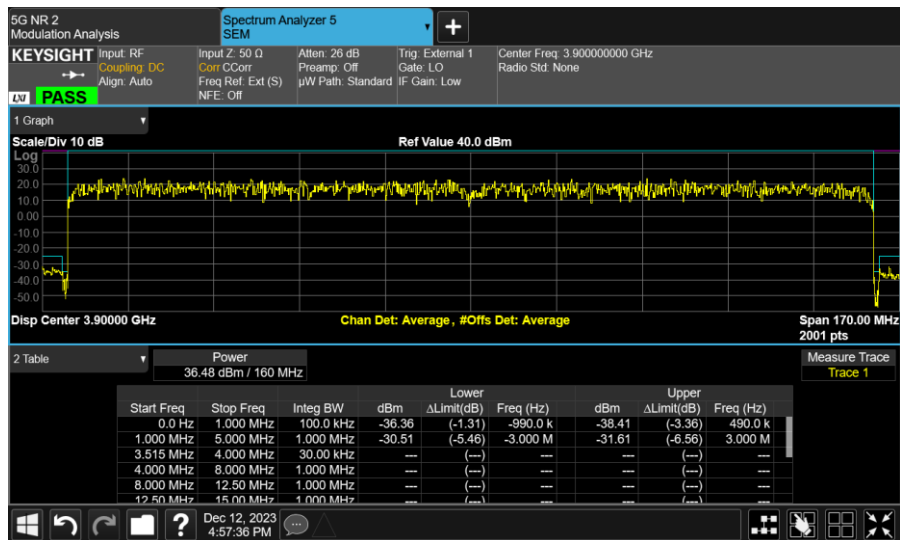 5G NR 2
Modulation Analysis
Spectrum Analyzer 5
SEM
KEYSIGHT
LXI PASS
Input: RF
Coupling: DC
Align: Auto
Input Z: 50 Ω
Corr CCorr
Freq Ref: Ext (S)
NFE: Off
Atten: 26 dB
Preamp: Off
µW Path: Standard
Trig: External 1
Gate: LO
IF Gain: Low
Center Freq: 3.900000000 GHz
Radio Std: None
1 Graph
Scale/Div 10 dB
Ref Value 40.0 dBm
Log
30.0
20.0
10.0
0.00
-10.0
-20.0
-30.0
-40.0
-50.0
Disp Center 3.90000 GHz
Chan Det: Average, #Offs Det: Average
Span 170.00 MHz
2001 pts
2 Table
Power
36.48 dBm / 160 MHz
Measure Trace
Trace 1
Lower Upper
Start Freq Stop Freq Integ BW dBm ΔLimit(dB) Freq (Hz) dBm ΔLimit(dB) Freq (Hz)
0.0 Hz 1.000 MHz 100.0 kHz -36.36 (-1.31) -990.0 k -38.41 (-3.36) 490.0 k
1.000 MHz 5.000 MHz 1.000 MHz -30.51 (-5.46) -3.000 M -31.61 (-6.56) 3.000 M
3.515 MHz 4.000 MHz 30.00 kHz --- (---) --- --- (---) ---
4.000 MHz 8.000 MHz 1.000 MHz --- (---) --- --- (---) ---
8.000 MHz 12.50 MHz 1.000 MHz --- (---) --- --- (---) ---
12.50 MHz 15.00 MHz 1.000 MHz --- (---) --- --- (---) ---
Dec 12, 2023
4:57:36 PM